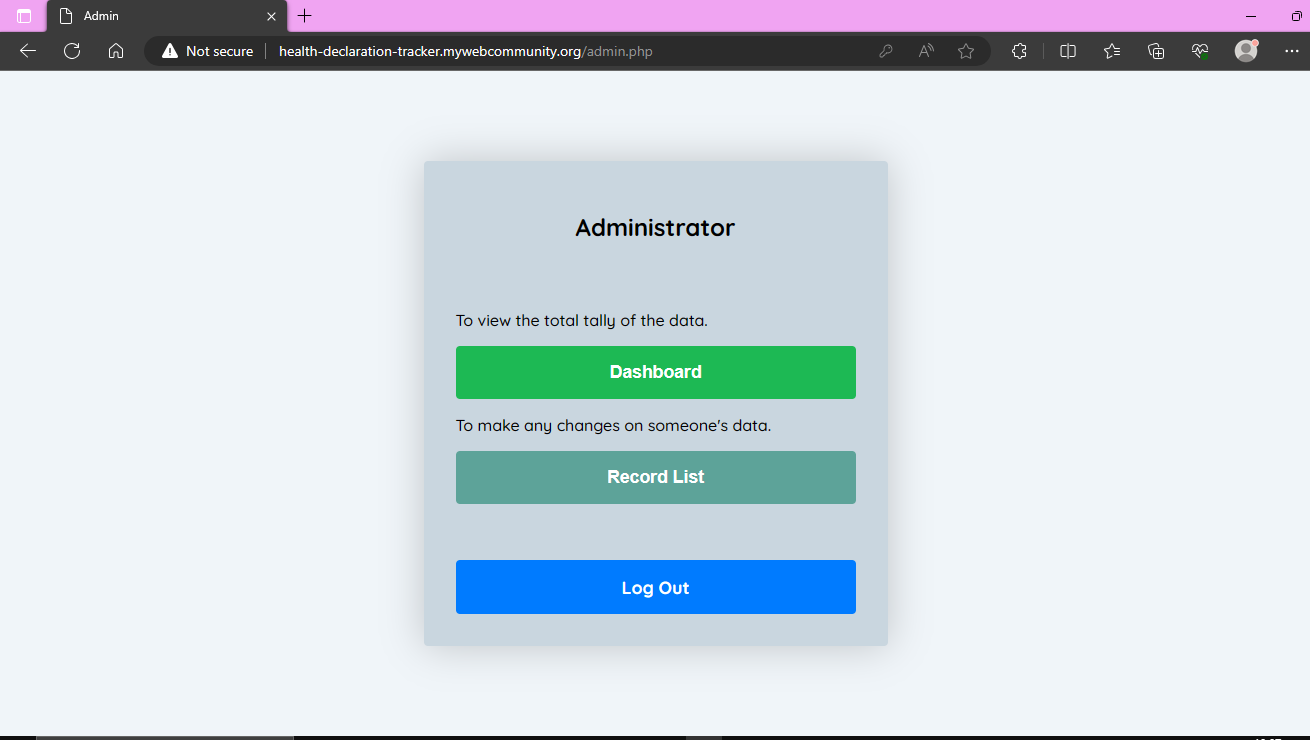 Admin
Not secure
health-declaration-tracker.mywebcommunity.org/admin.php
Administrator
To view the total tally of the data.
Dashboard
To make any changes on someone's data.
Record List
Log Out